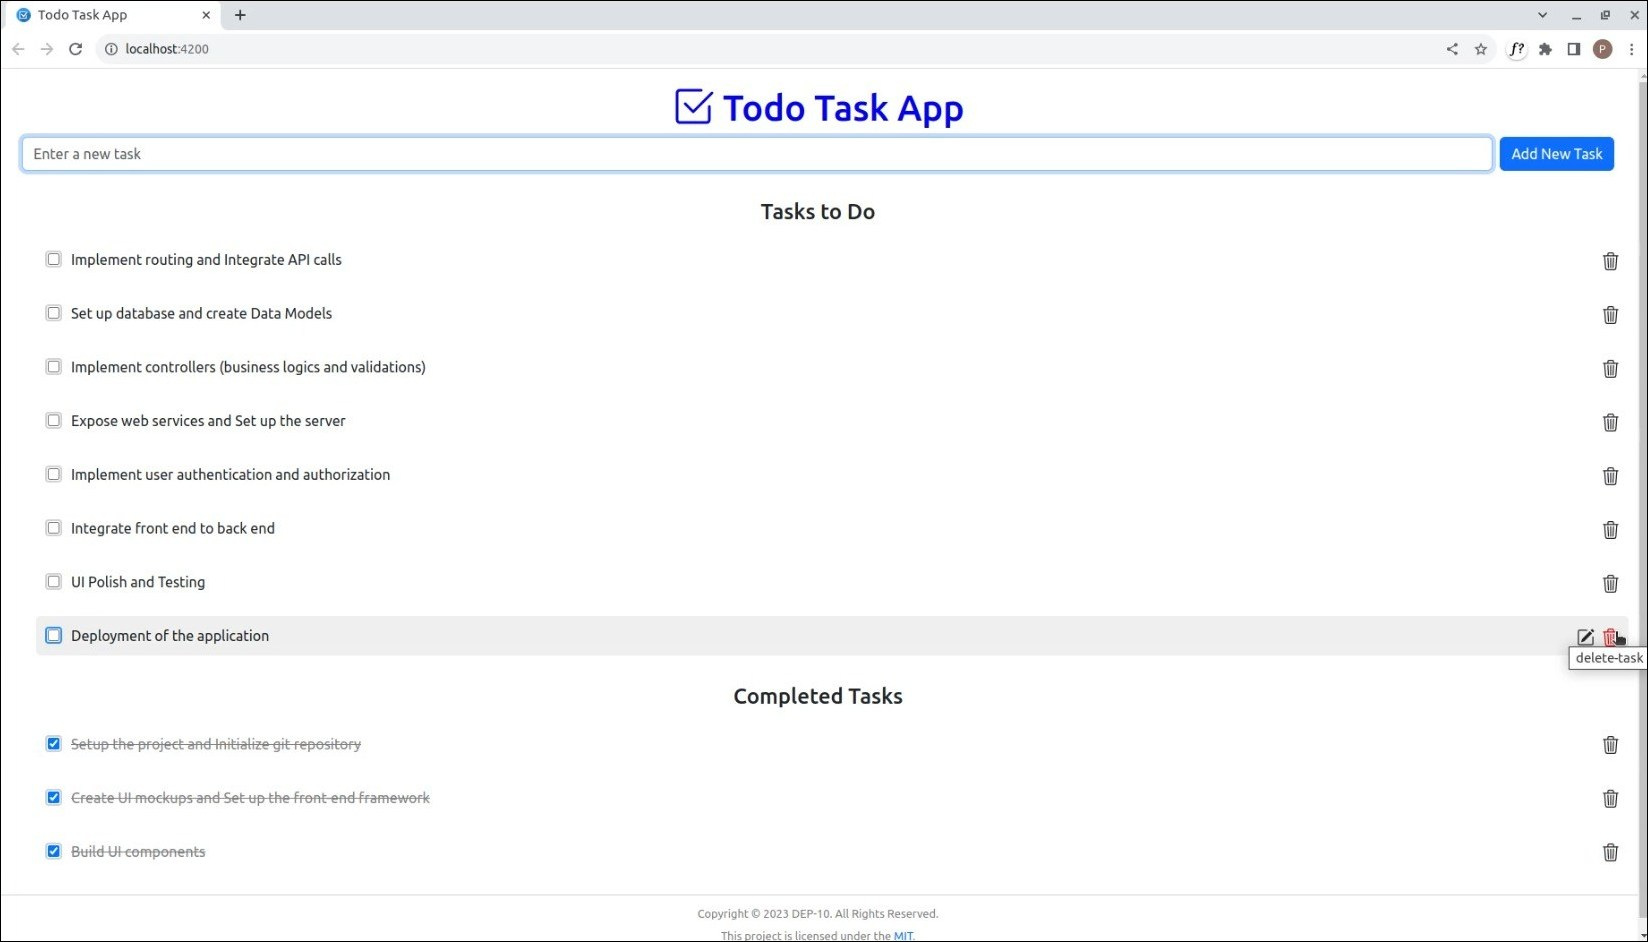 Todo Task App
localhost:4200
f?
P
Todo Task App
Enter a new task
Add New Task
Tasks to Do
Implement routing and Integrate API calls
Set up database and create Data Models
Implement controllers (business logics and validations)
Expose web services and Set up the server
Implement user authentication and authorization
Integrate front end to back end
UI Polish and Testing
Deployment of the application
delete-task
Completed Tasks
Setup the project and Initialize git repository
Create UI mockups and Set up the front end framework
Build UI components
Copyright © 2023 DEP-10. All Rights Reserved.
This project is licensed under the MIT.